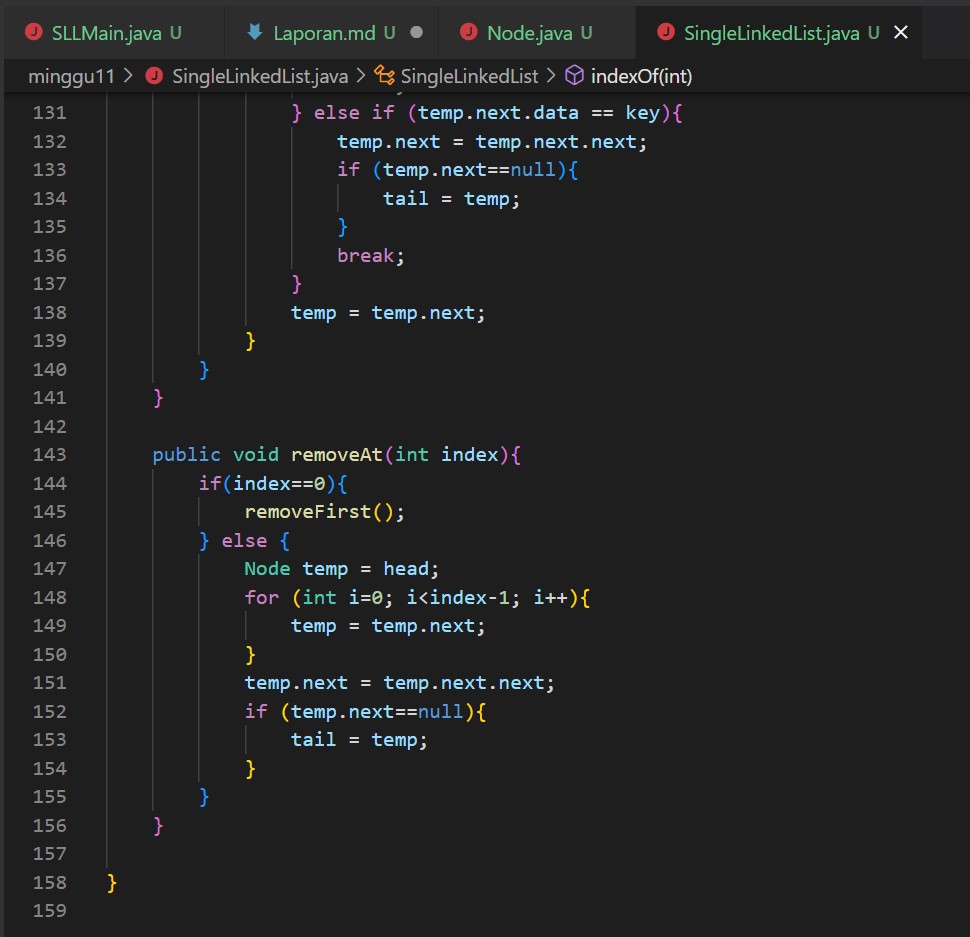 SLLMain.java U Laporan.md U Node.java U SingleLinkedList.java U
minggu11 > SingleLinkedList.java > SingleLinkedList > indexOf(int)
131 } else if (temp.next.data == key){
132 temp.next = temp.next.next;
133 if (temp.next==null){
134 tail = temp;
135 }
136 break;
137 }
138 temp = temp.next;
139 }
140 }
141 }
142
143 public void removeAt(int index){
144 if(index==0){
145 removeFirst();
146 } else {
147 Node temp = head;
148 for (int i=0; i<index-1; i++){
149 temp = temp.next;
150 }
151 temp.next = temp.next.next;
152 if (temp.next==null){
153 tail = temp;
154 }
155 }
156 }
157
158 }
159